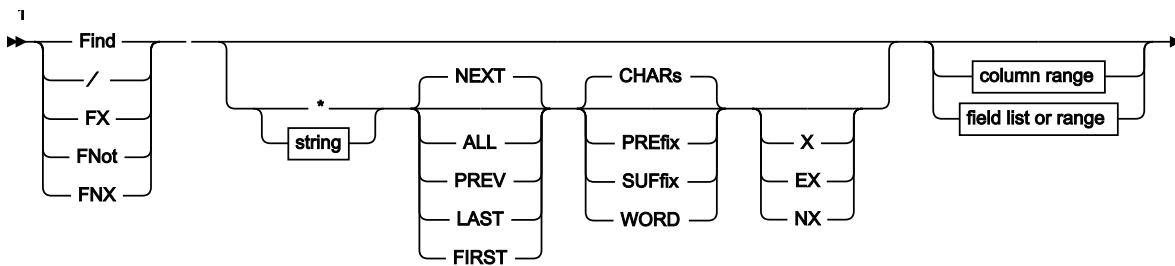 1
Find
/
FX
FNot
FNX
*
string
NEXT
ALL
PREV
LAST
FIRST
CHARs
PREfix
SUFfix
WORD
X
EX
NX
column range
field list or range